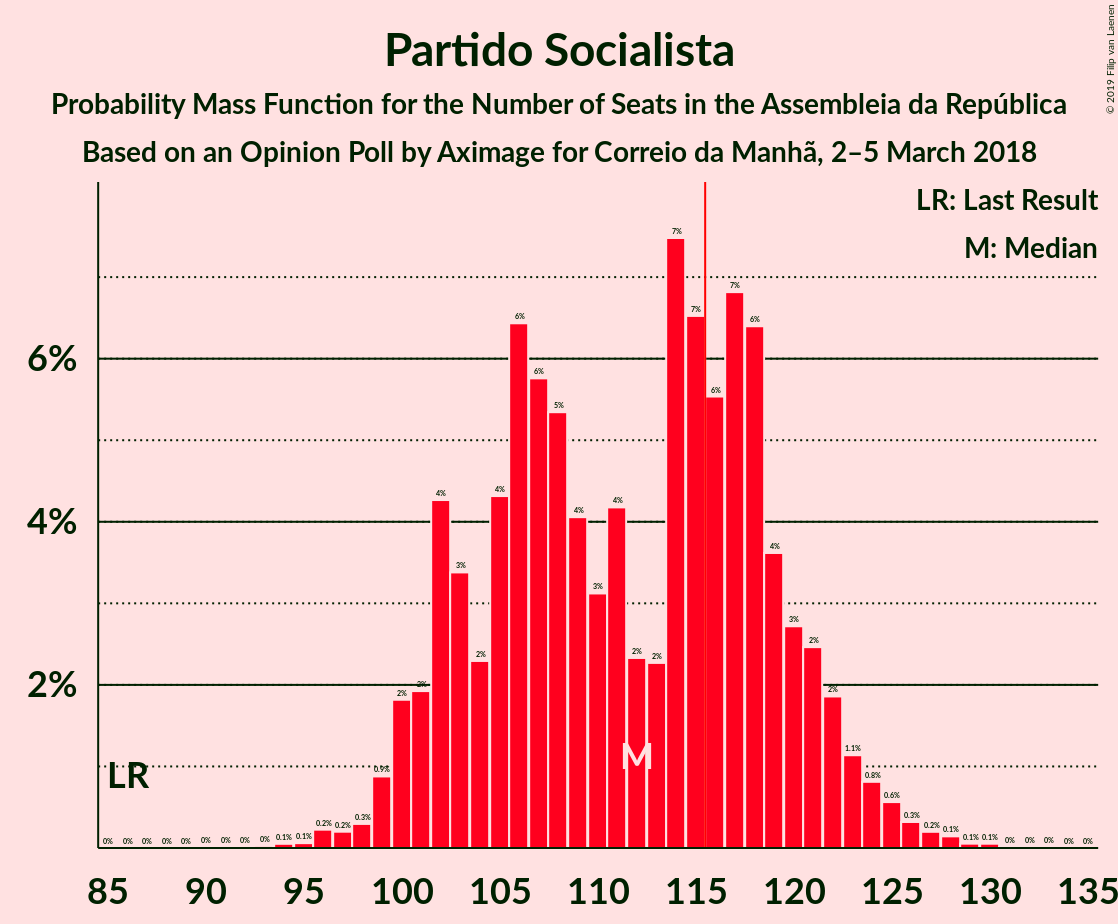 Partido Socialista
Probability Mass Function for the Number of Seats in the Assembleia da República
Based on an Opinion Poll by Aximage for Correio da Manhã, 2–5 March 2018
© 2019 Filip van Laenen
LR: Last Result
M: Median
6%
4%
2%
0% 0% 0% 0% 0% 0% 0% 0% 0% 0.1% 0.1% 0.2% 0.2% 0.3% 0.9% 2% 2% 4% 3% 2% 4% 6% 6% 5% 4% 3% 4% 2% 2% 7% 7% 6% 7% 6% 4% 3% 2% 2% 1.1% 0.8% 0.6% 0.3% 0.2% 0.1% 0.1% 0.1% 0% 0% 0% 0% 0%
LR
M
85 90 95 100 105 110 115 120 125 130 135